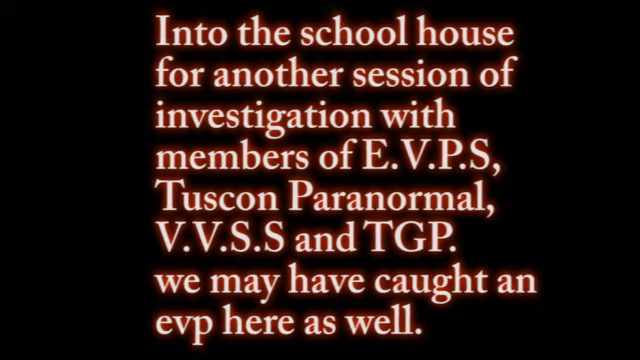 Into the school house
for another session of
investigation with
members of E.V.P.S,
Tuscon Paranormal,
V.V.S.S and TGP.
we may have caught an
evp here as well.